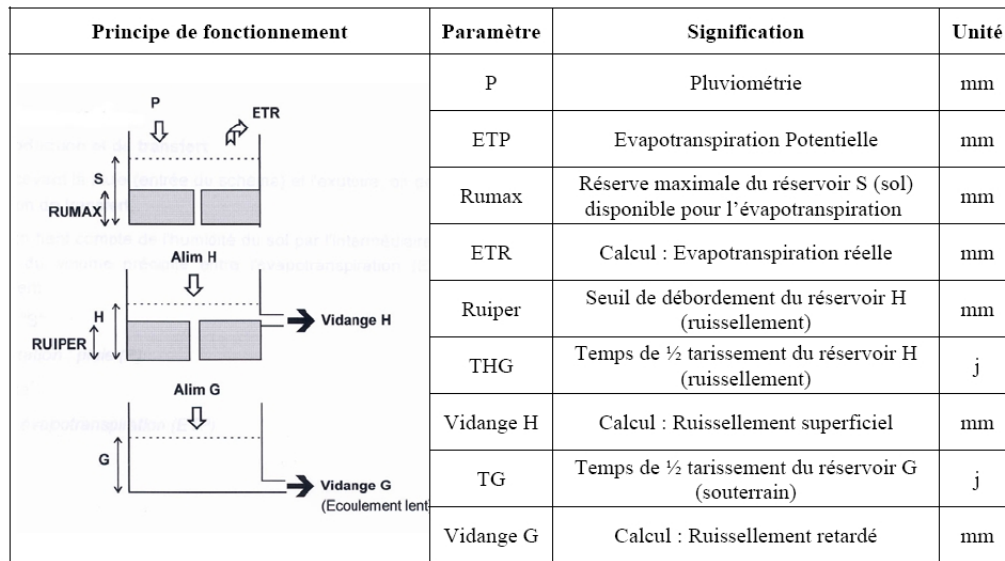 Principe de fonctionnement
Paramètre
Signification
Unité
P
ETR
S
RUMAX
Alim H
H
RUIPER
Vidange H
Alim G
G
Vidange G
(Ecoulement lent
P
Pluviométrie
mm
ETP
Evapotranspiration Potentielle
mm
Rumax
Réserve maximale du réservoir S (sol)
disponible pour l’évapotranspiration
mm
ETR
Calcul : Evapotranspiration réelle
mm
Ruiper
Seuil de débordement du réservoir H
(ruissellement)
mm
THG
Temps de ½ tarissement du réservoir H
(ruissellement)
j
Vidange H
Calcul : Ruissellement superficiel
mm
TG
Temps de ½ tarissement du réservoir G
(souterrain)
j
Vidange G
Calcul : Ruissellement retardé
mm